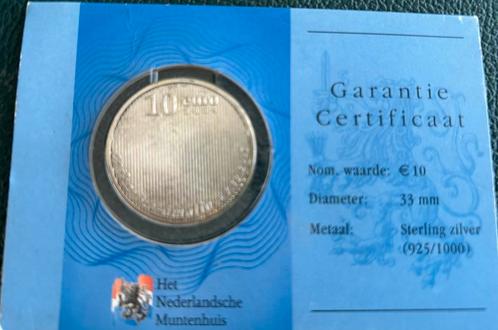 10 euro
Garantie
Certificaat
Nom. waarde: € 10
Diameter: 33 mm
Metaal: Sterling zilver
(925/1000)
Het
Nederlandsche
Muntenhuis